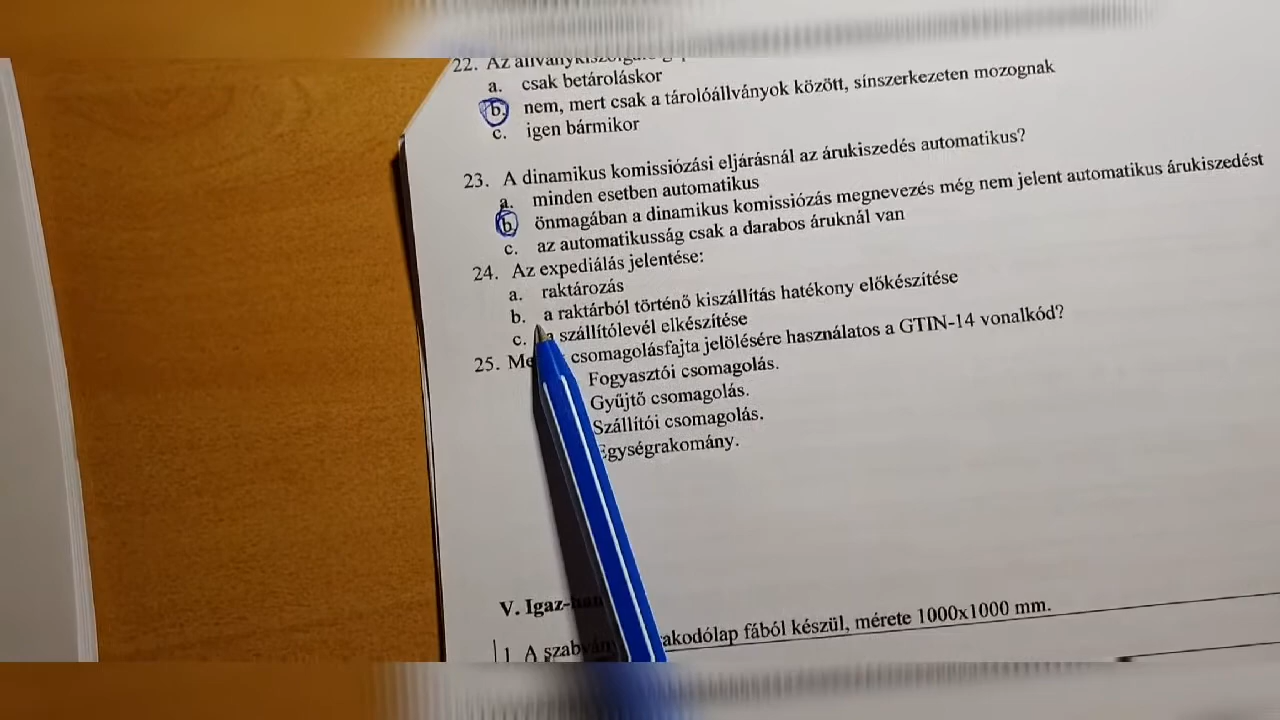 22. Az
a. csak betároláskor
b. nem, mert csak a tárolóállványok között, sínszerkezeten mozognak
c. igen bármikor
23. A dinamikus komissiózási eljárásnál az árukiszedés automatikus?
a. minden esetben automatikus
b. önmagában a dinamikus komissiózás megnevezés még nem jelent automatikus árukiszedést
c. az automatikusság csak a darabos áruknál van
24. Az expediálás jelentése:
a. raktározás
b. a raktárból történő kiszállítás hatékony előkészítése
c. a szállítólevél elkészítése
25. csomagolásfajta jelölésére használatos a GTIN-14 vonalkód?
Fogyasztói csomagolás.
Gyűjtő csomagolás.
Szállítói csomagolás.
Egységrakomány.
V. Igaz-
1. A fából készül, mérete 1000x1000 mm.